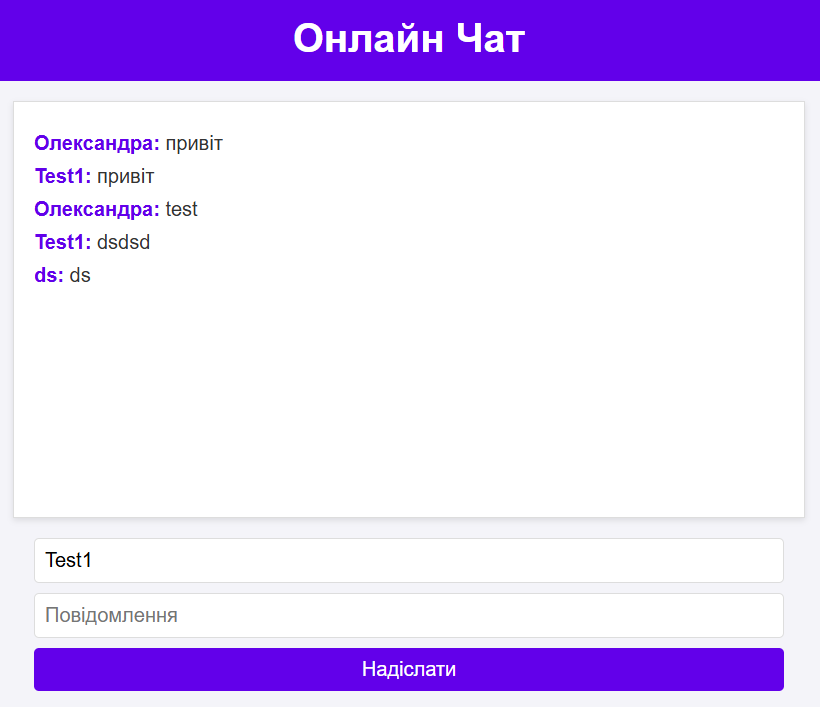 Онлайн Чат
Олександра: привіт
Test1: привіт
Олександра: test
Test1: dsdsd
ds: ds
Test1
Повідомлення
Надіслати